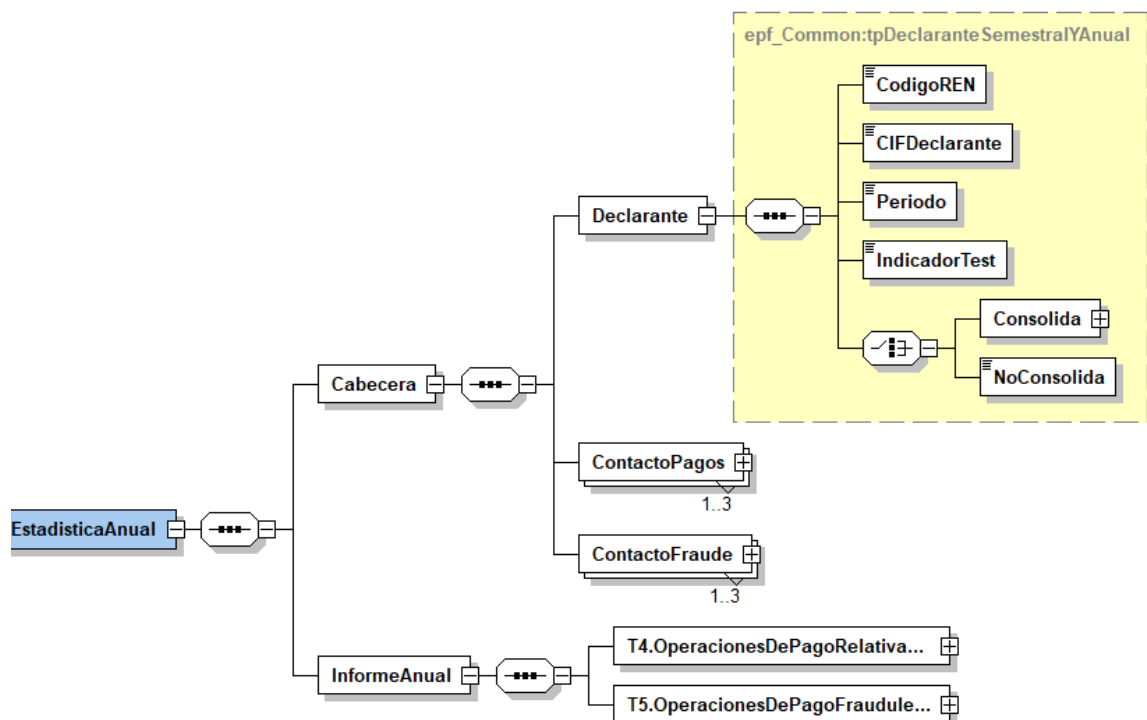 epf_Common:tpDeclaranteSemestralYAnual
CodigoREN
CIFDeclarante
Declarante
Periodo
IndicadorTest
Consolida
Cabecera
NoConsolida
ContactoPagos
1..3
EstadisticaAnual
ContactoFraude
1..3
T4.OperacionesDePagoRelativa...
InformeAnual
T5.OperacionesDePagoFraudule...